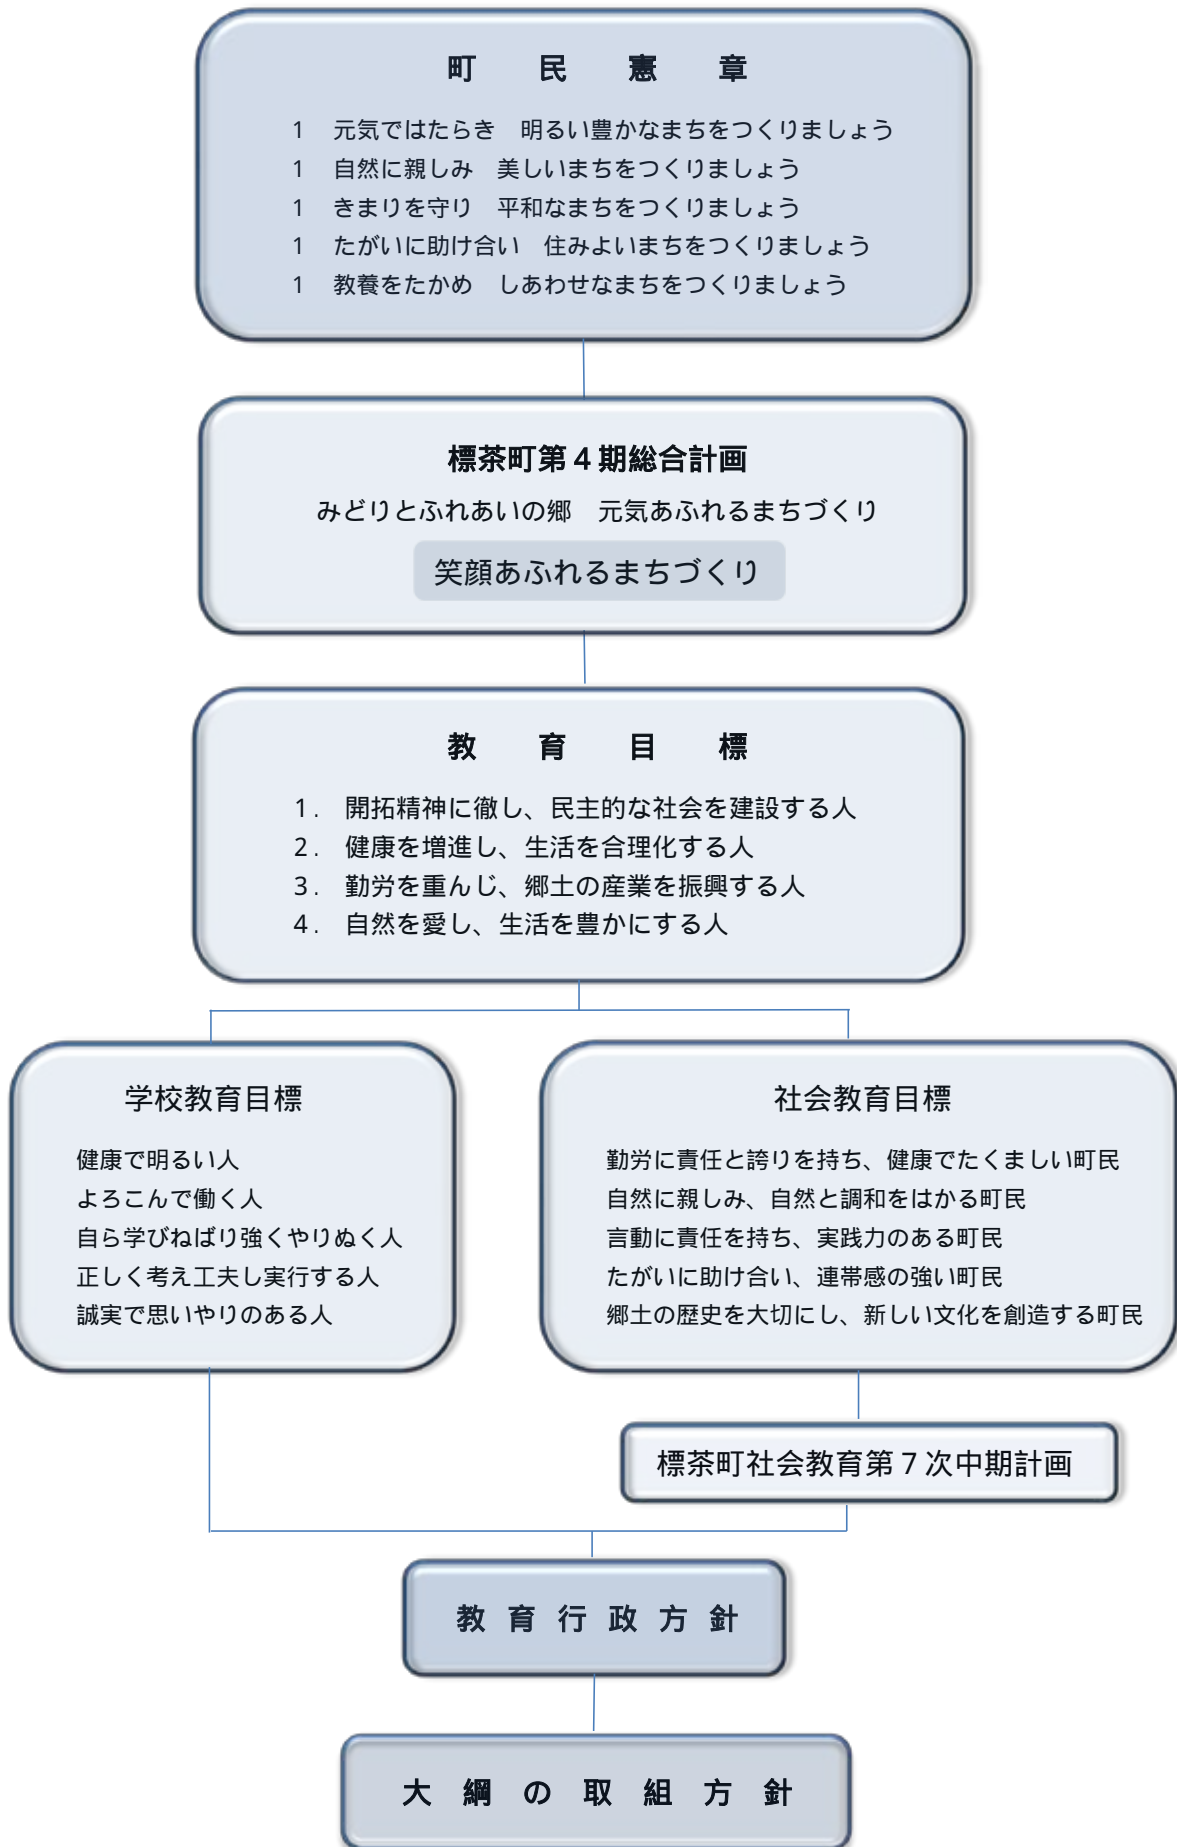 町　民　憲　章
1　元気ではたらき　明るい豊かなまちをつくりましょう
1　自然に親しみ　美しいまちをつくりましょう
1　きまりを守り　平和なまちをつくりましょう
1　たがいに助け合い　住みよいまちをつくりましょう
1　教養をたかめ　しあわせなまちをつくりましょう
標茶町第４期総合計画
みどりとふれあいの郷　元気あふれるまちづくり
笑顔あふれるまちづくり
教　育　目　標
1.　開拓精神に徹し、民主的な社会を建設する人
2.　健康を増進し、生活を合理化する人
3.　勤労を重んじ、郷土の産業を振興する人
4.　自然を愛し、生活を豊かにする人
学校教育目標
健康で明るい人
よろこんで働く人
自ら学びねばり強くやりぬく人
正しく考え工夫し実行する人
誠実で思いやりのある人
社会教育目標
勤労に責任と誇りを持ち、健康でたくましい町民
自然に親しみ、自然と調和をはかる町民
言動に責任を持ち、実践力のある町民
たがいに助け合い、連帯感の強い町民
郷土の歴史を大切にし、新しい文化を創造する町民
標茶町社会教育第７次中期計画
教育行政方針
大綱の取組方針